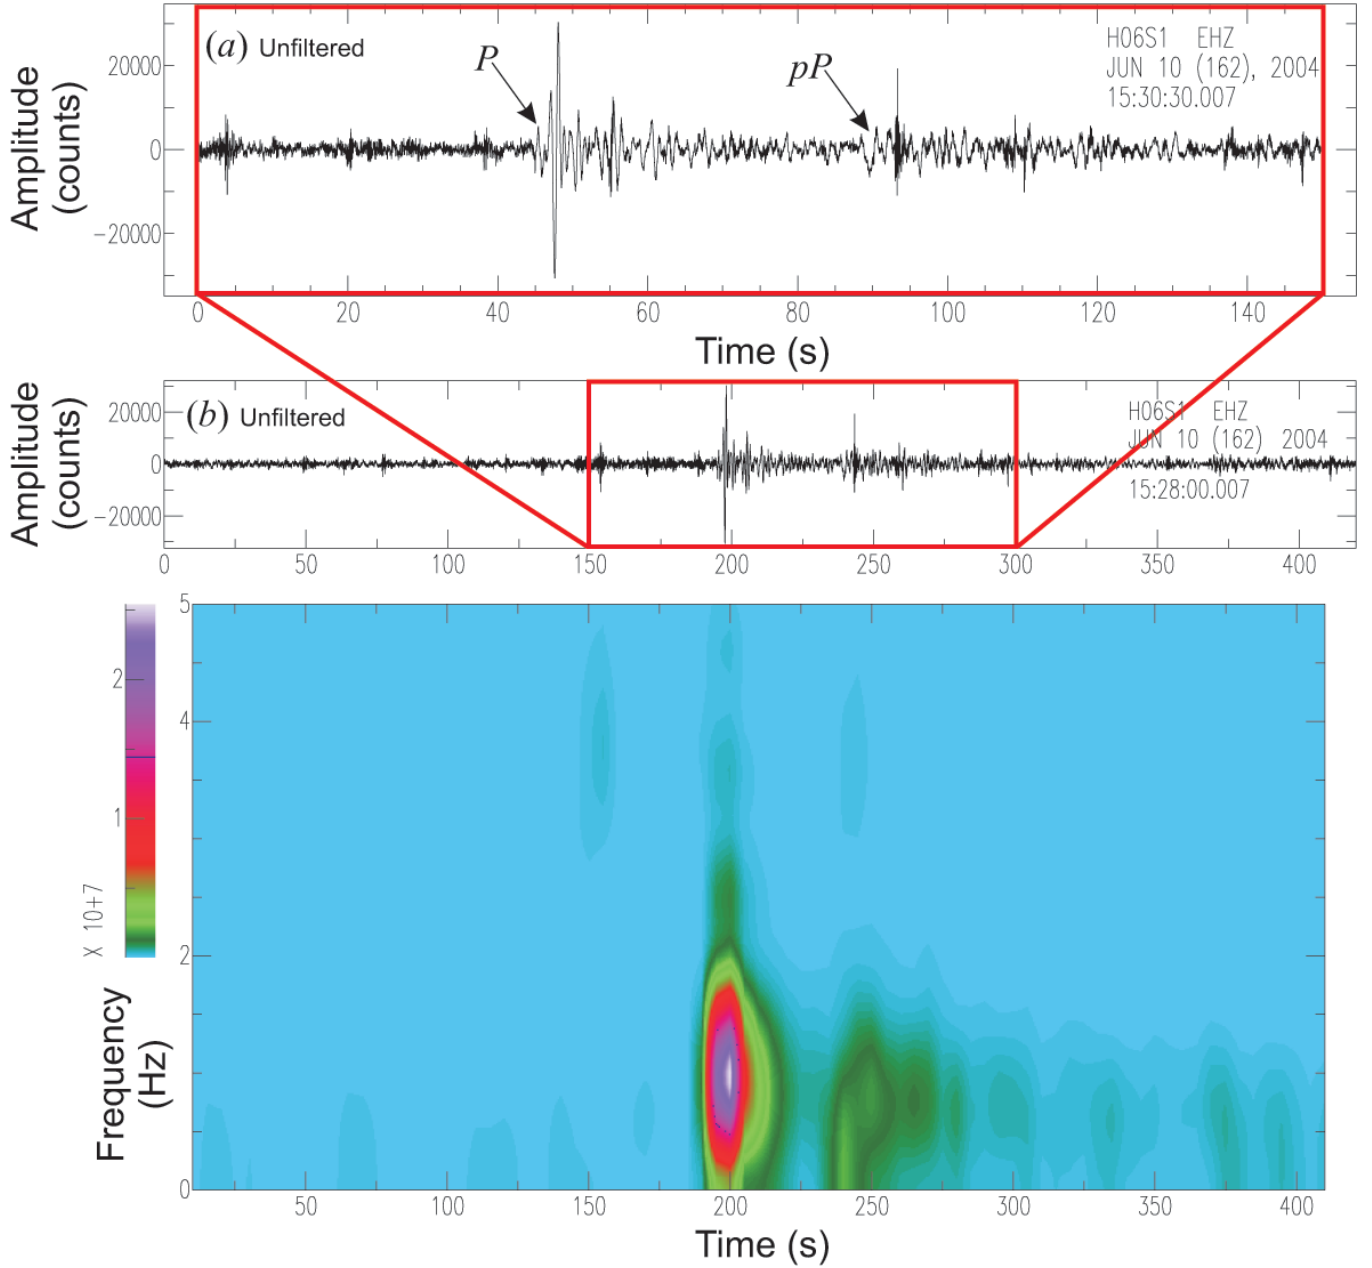 (a) Unfiltered
P
pP
H06S1 EHZ
JUN 10 (162), 2004
15:30:30.007
Amplitude
(counts)
20000
0
−20000
0 20 40 60 80 100 120 140
Time (s)
(b) Unfiltered
H06S1 EHZ
JUN 10 (162) 2004
15:28:00.007
Amplitude
(counts)
20000
0
−20000
0 50 100 150 200 250 300 350 400
2
1
X 10+7
Frequency
(Hz)
5
4
2
0
50 100 150 200 250 300 350 400
Time (s)